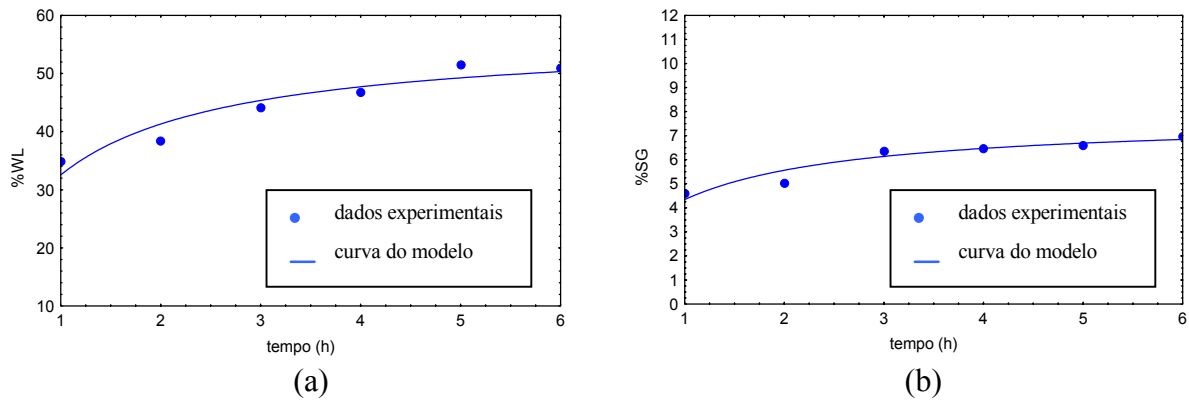 60
50
40
30
20
10
%WL
dados experimentais
curva do modelo
1 2 3 4 5 6
tempo (h)
(a)
12
11
10
9
8
7
6
5
4
3
2
1
0
%SG
dados experimentais
curva do modelo
1 2 3 4 5 6
tempo (h)
(b)